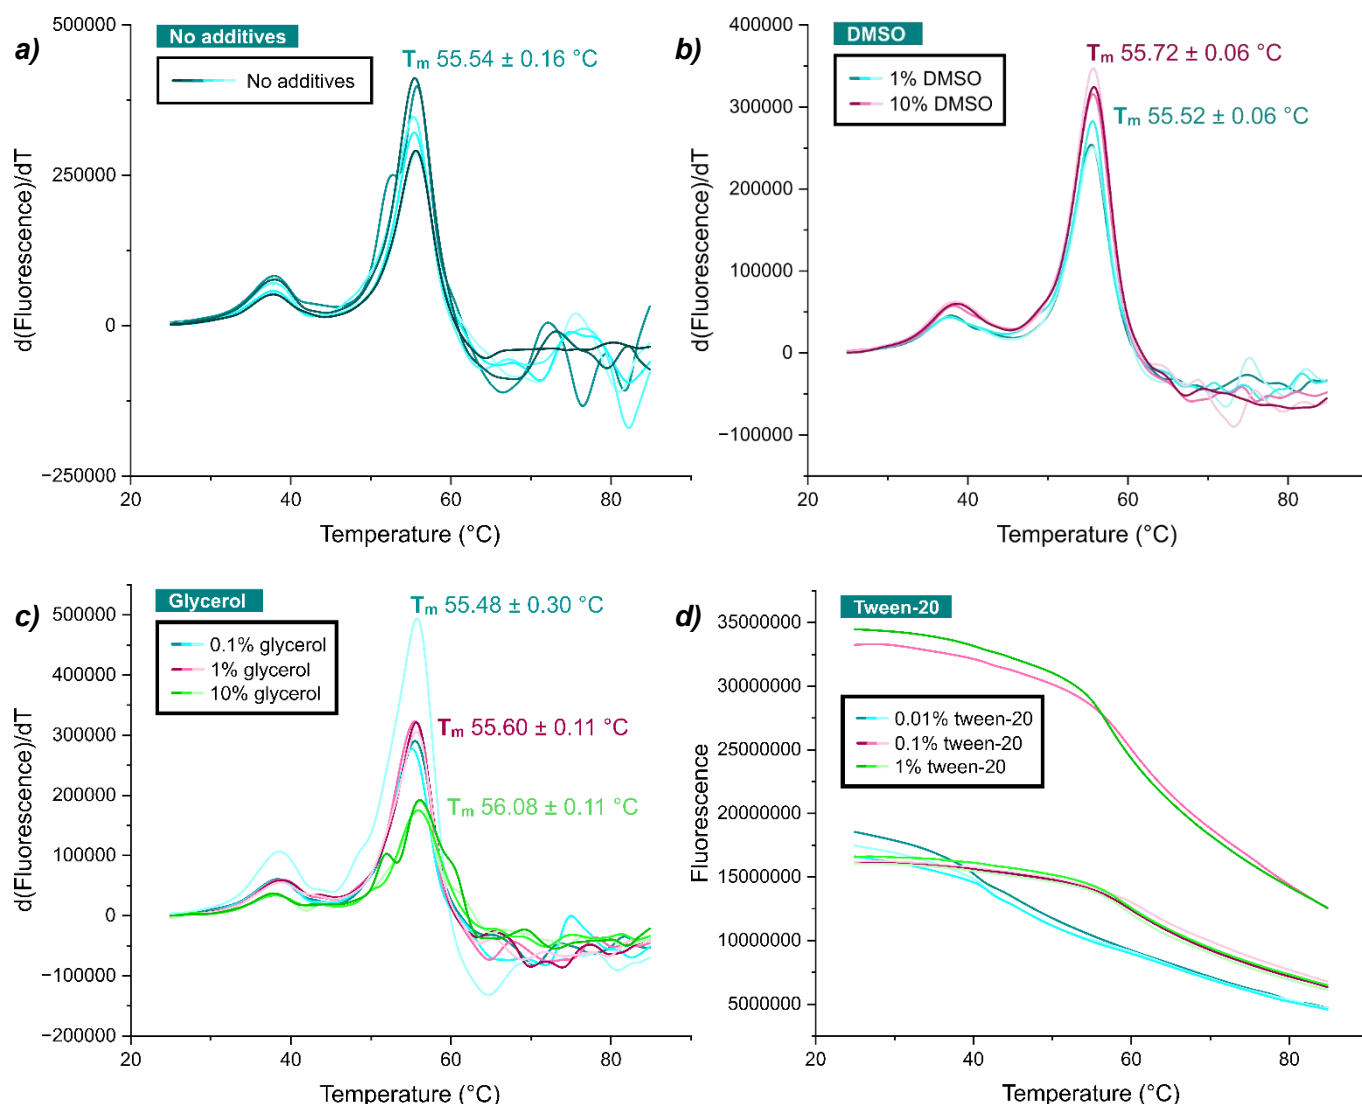 a)
No additives
No additives
Tm 55.54 ± 0.16 °C
500000
250000
0
−250000
d(Fluorescence)/dT
20
40
60
80
Temperature (°C)
b)
DMSO
1% DMSO
10% DMSO
Tm 55.72 ± 0.06 °C
Tm 55.52 ± 0.06 °C
400000
300000
200000
100000
0
−100000
d(Fluorescence)/dT
20
40
60
80
Temperature (°C)
c)
Glycerol
0.1% glycerol
1% glycerol
10% glycerol
Tm 55.48 ± 0.30 °C
Tm 55.60 ± 0.11 °C
Tm 56.08 ± 0.11 °C
500000
400000
300000
200000
100000
0
−100000
−200000
d(Fluorescence)/dT
20
40
60
80
Temperature (°C)
d)
Tween-20
0.01% tween-20
0.1% tween-20
1% tween-20
35000000
30000000
25000000
20000000
15000000
10000000
5000000
Fluorescence
20
40
60
80
Temperature (°C)